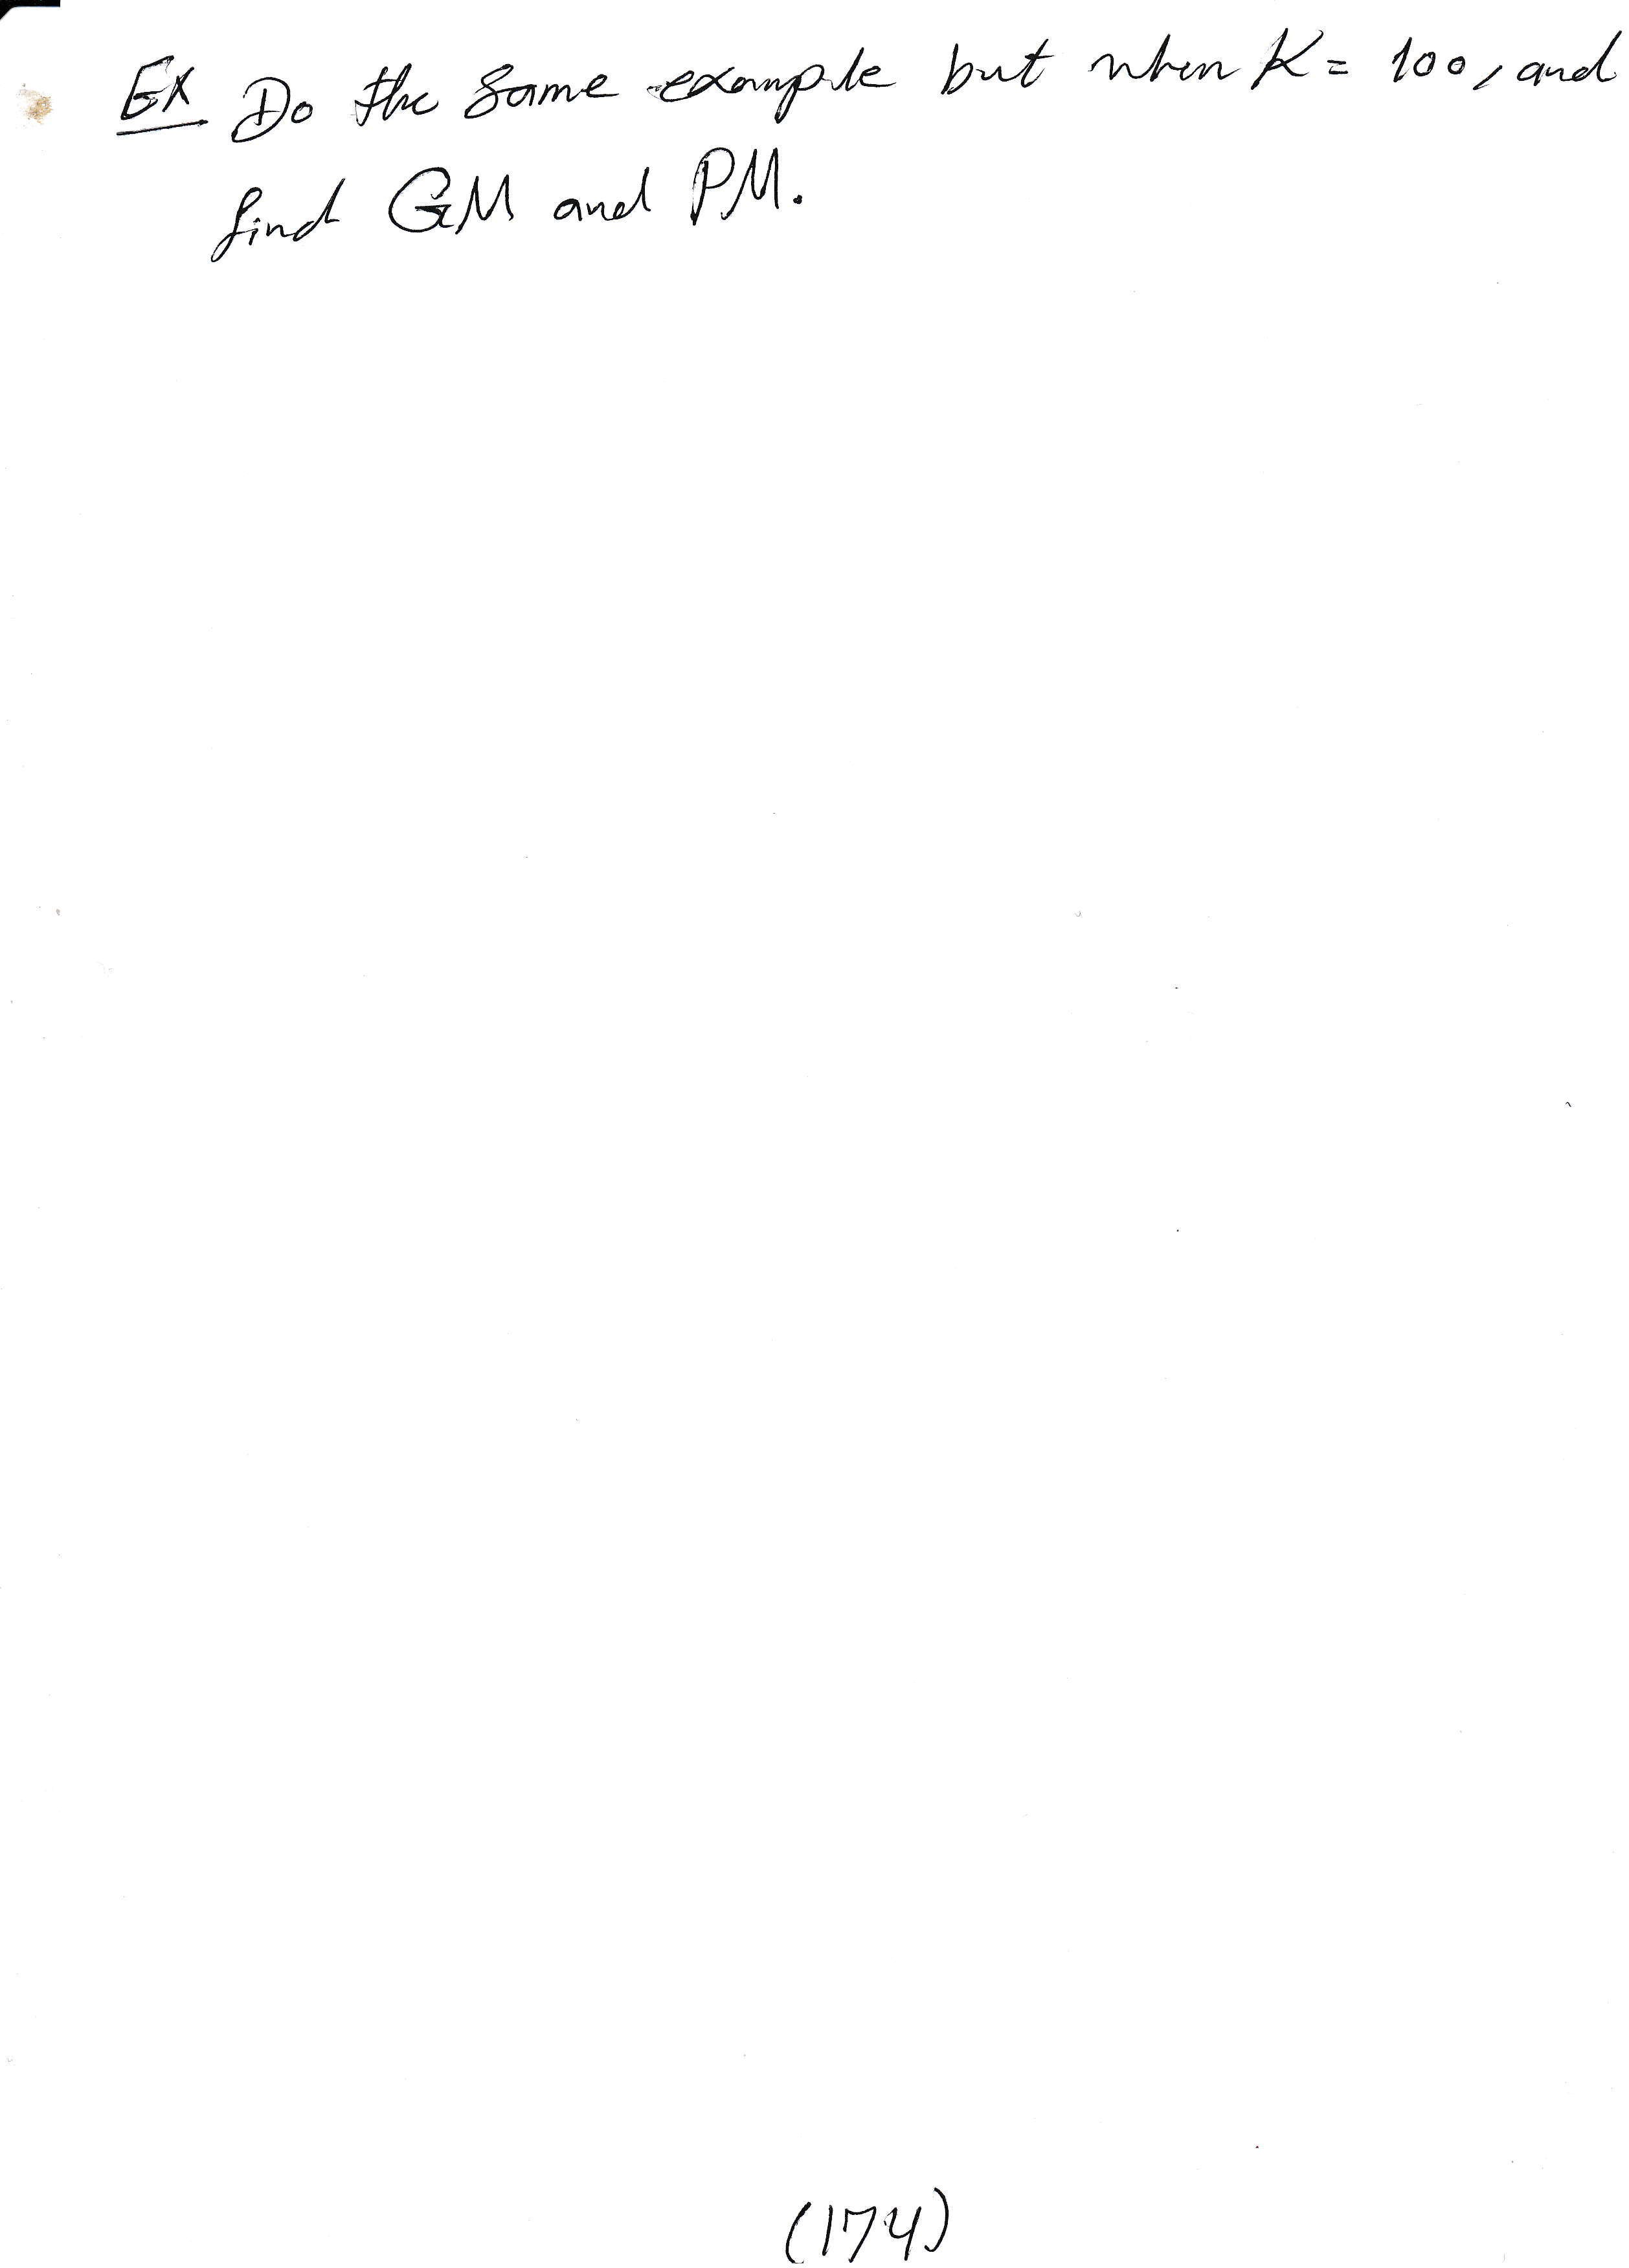 Ex Do the same example but when K = 100, and
find GM and PM.
(174)